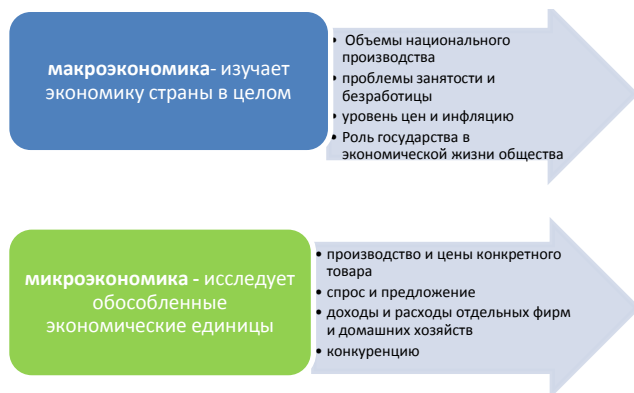 макроэкономика- изучает
экономику страны в целом
• Объемы национального
производства
• проблемы занятости и
безработицы
• уровень цен и инфляцию
• Роль государства в
экономической жизни общества
микроэкономика - исследует
обособленные
экономические единицы
• производство и цены конкретного
товара
• спрос и предложение
• доходы и расходы отдельных фирм
и домашних хозяйств
• конкуренцию